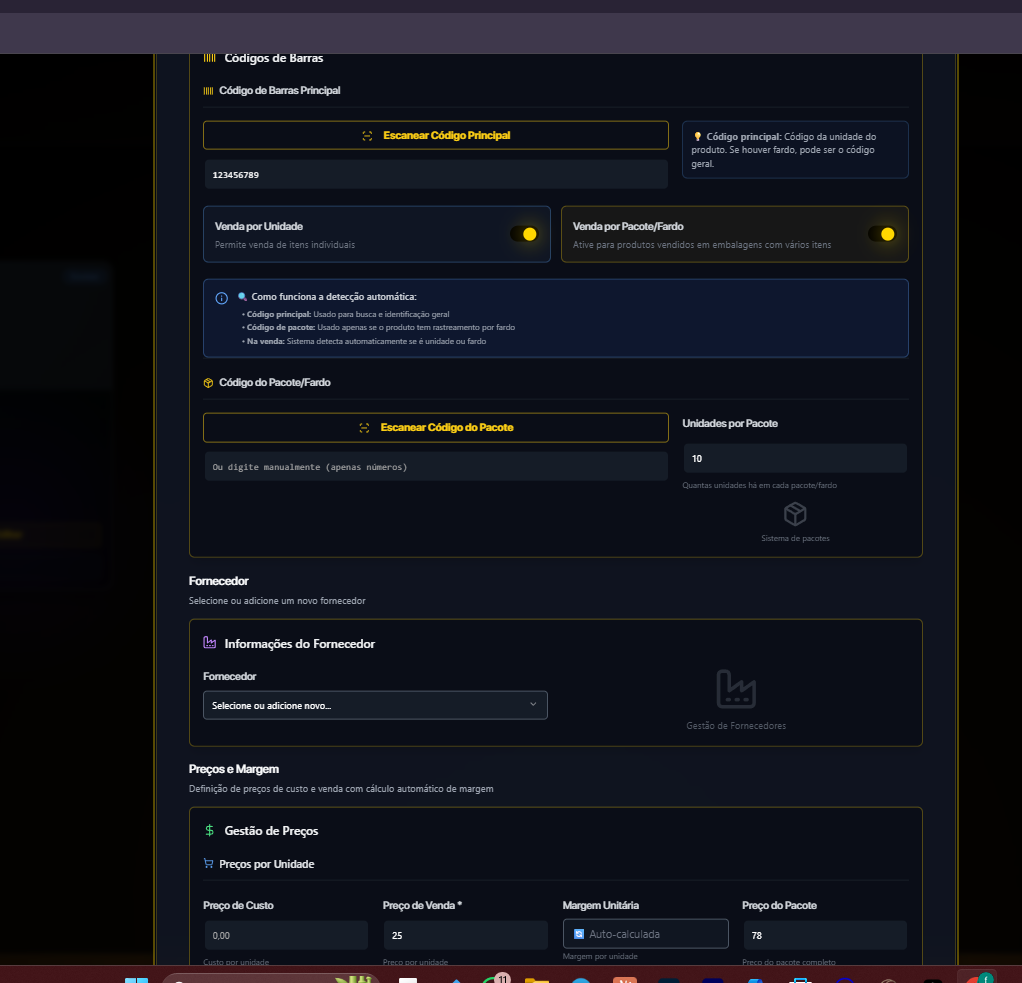 Códigos de Barras
Código de Barras Principal
Escanear Código Principal
123456789
Código principal: Código da unidade do
produto. Se houver fardo, pode ser o código
geral.
Venda por Unidade
Permite venda de itens individuais
Venda por Pacote/Fardo
Ative para produtos vendidos em embalagens com vários itens
Como funciona a detecção automática:
• Código principal: Usado para busca e identificação geral
• Código de pacote: Usado apenas se o produto tem rastreamento por fardo
• Na venda: Sistema detecta automaticamente se é unidade ou fardo
Código do Pacote/Fardo
Escanear Código do Pacote
Ou digite manualmente (apenas números)
Unidades por Pacote
10
Quantas unidades há em cada pacote/fardo
Sistema de pacotes
Fornecedor
Selecione ou adicione um novo fornecedor
Informações do Fornecedor
Fornecedor
Selecione ou adicione novo...
Gestão de Fornecedores
Preços e Margem
Definição de preços de custo e venda com cálculo automático de margem
Gestão de Preços
Preços por Unidade
Preço de Custo
0,00
Custo por unidade
Preço de Venda *
25
Preço por unidade
Margem Unitária
Auto-calculada
Margem por unidade
Preço do Pacote
78
Preço do pacote completo
11